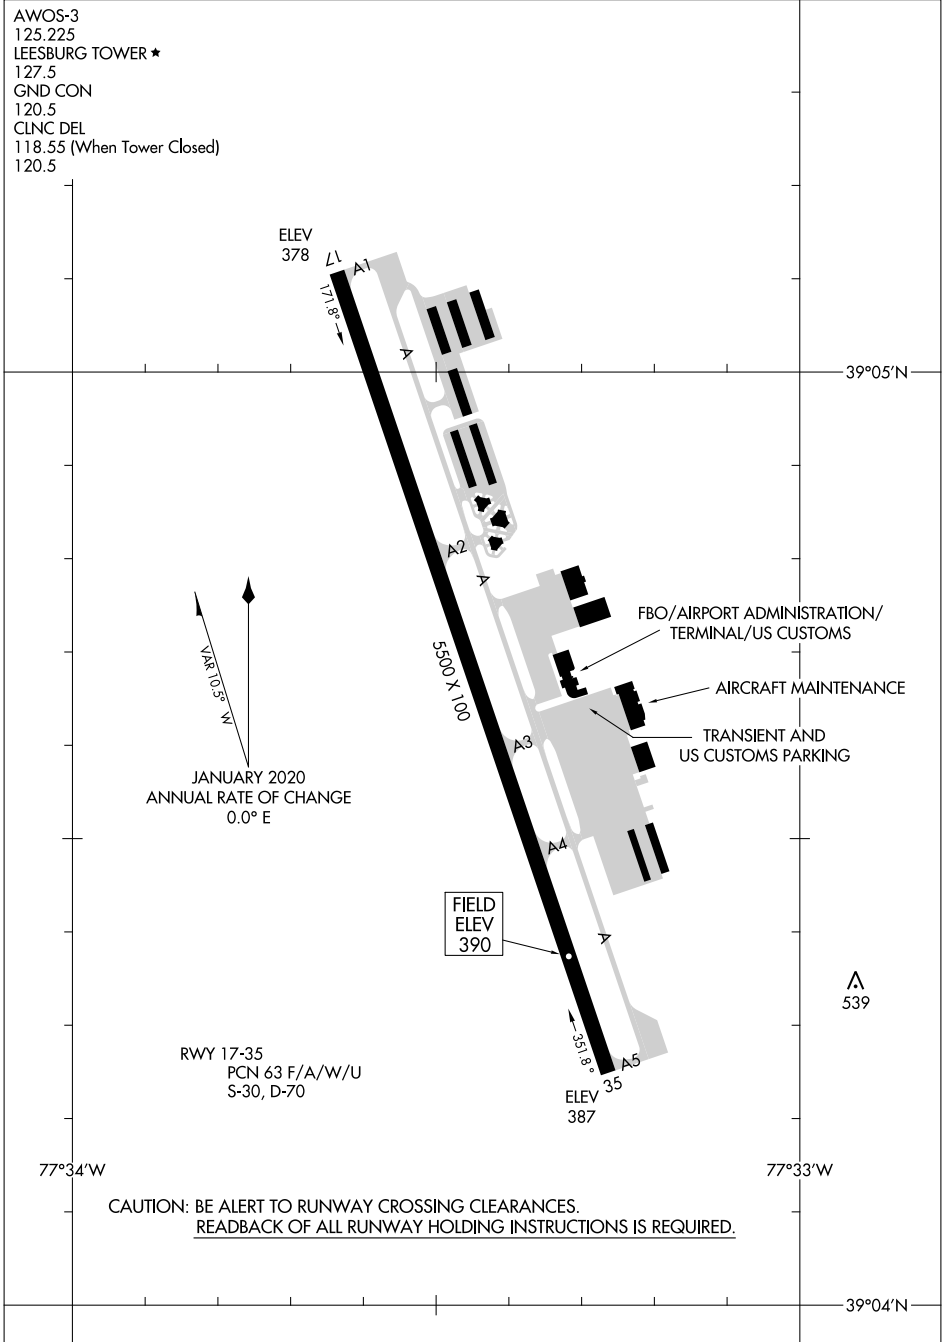 AWOS-3
125.225
LEESBURG TOWER ★
127.5
GND CON
120.5
CLNC DEL
118.55 (When Tower Closed)
120.5
ELEV
378
17
A1
171.8°
A
39°05'N
A2
A
FBO/AIRPORT ADMINISTRATION/
TERMINAL/US CUSTOMS
VAR 10.5° W
5500 X 100
AIRCRAFT MAINTENANCE
TRANSIENT AND
US CUSTOMS PARKING
A3
JANUARY 2020
ANNUAL RATE OF CHANGE
0.0° E
A4
FIELD
ELEV
390
A
539
351.8°
RWY 17-35
PCN 63 F/A/W/U
S-30, D-70
A5
35
ELEV
387
77°34'W
77°33'W
CAUTION: BE ALERT TO RUNWAY CROSSING CLEARANCES.
READBACK OF ALL RUNWAY HOLDING INSTRUCTIONS IS REQUIRED.
39°04'N